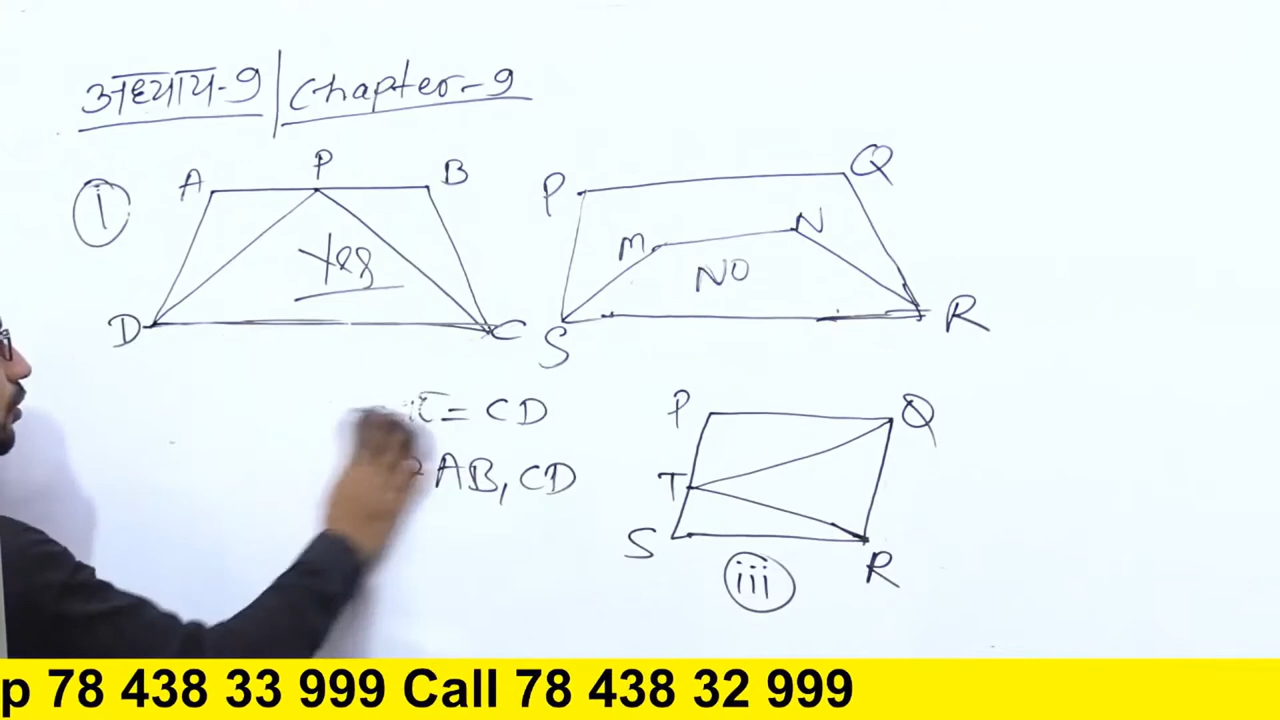 अध्याय-9 | Chapter-9
i
A P B
Yes
D C
P Q
M N
NO
S R
= CD
AB, CD
P Q
T
S R
iii
p 78 438 33 999 Call 78 438 32 999